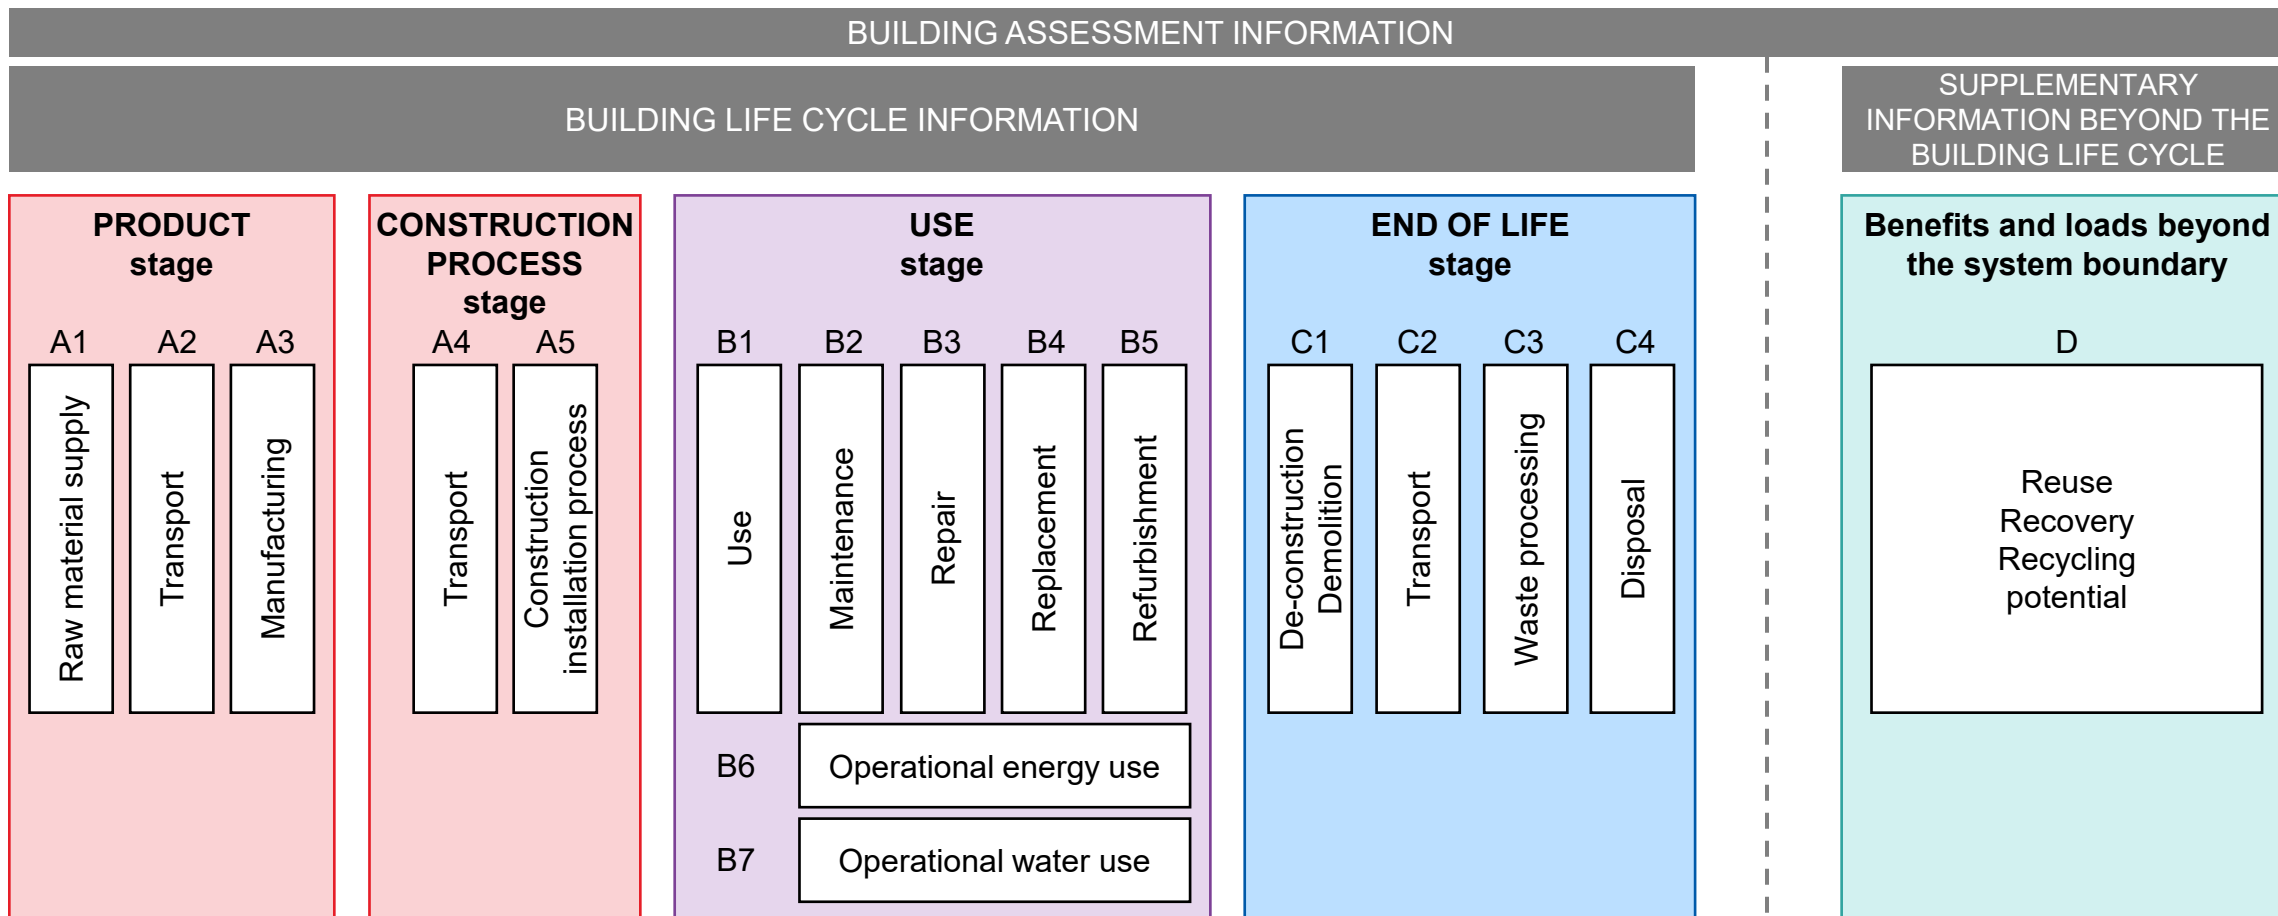 BUILDING ASSESSMENT INFORMATION
BUILDING LIFE CYCLE INFORMATION
SUPPLEMENTARY
INFORMATION BEYOND THE
BUILDING LIFE CYCLE
PRODUCT
stage
A1
A2
A3
Raw material supply
Transport
Manufacturing
CONSTRUCTION
PROCESS
stage
A4
A5
Transport
Construction
installation process
USE
stage
B1
B2
B3
B4
B5
Use
Maintenance
Repair
Replacement
Refurbishment
B6
Operational energy use
B7
Operational water use
END OF LIFE
stage
C1
C2
C3
C4
De-construction
Demolition
Transport
Waste processing
Disposal
Benefits and loads beyond
the system boundary
D
Reuse
Recovery
Recycling
potential